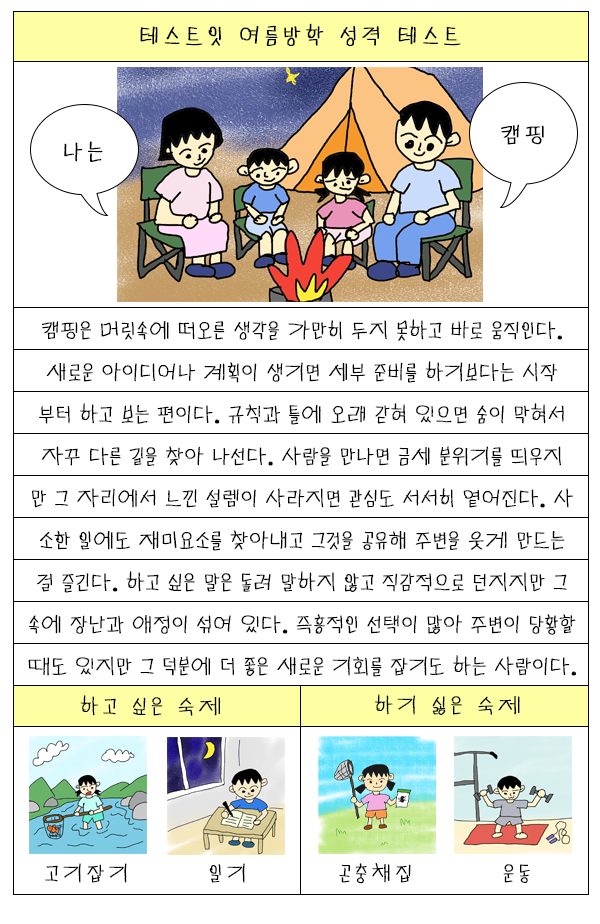 테스트잇 여름방학 성격 테스트
나는
캠핑
캠핑은 머릿속에 떠오른 생각을 가만히 두지 못하고 바로 움직인다.
새로운 아이디어나 계획이 생기면 세부 준비를 하기보다는 시작
부터 하고 보는 편이다. 규칙과 틀에 오래 갇혀 있으면 숨이 막혀서
자꾸 다른 길을 찾아 나선다. 사람을 만나면 금세 분위기를 띄우지
만 그 자리에서 느낀 설렘이 사라지면 관심도 서서히 옅어진다. 사
소한 일에도 재미요소를 찾아내고 그것을 공유해 주변을 웃게 만드는
걸 즐긴다. 하고 싶은 말은 돌려 말하지 않고 직감적으로 던지지만 그
속에 장난과 애정이 섞여 있다. 즉흥적인 선택이 많아 주변이 당황할
때도 있지만 그 덕분에 더 좋은 새로운 기회를 잡기도 하는 사람이다.
하고 싶은 숙제
하기 싫은 숙제
고기잡기
일기
곤충채집
운동